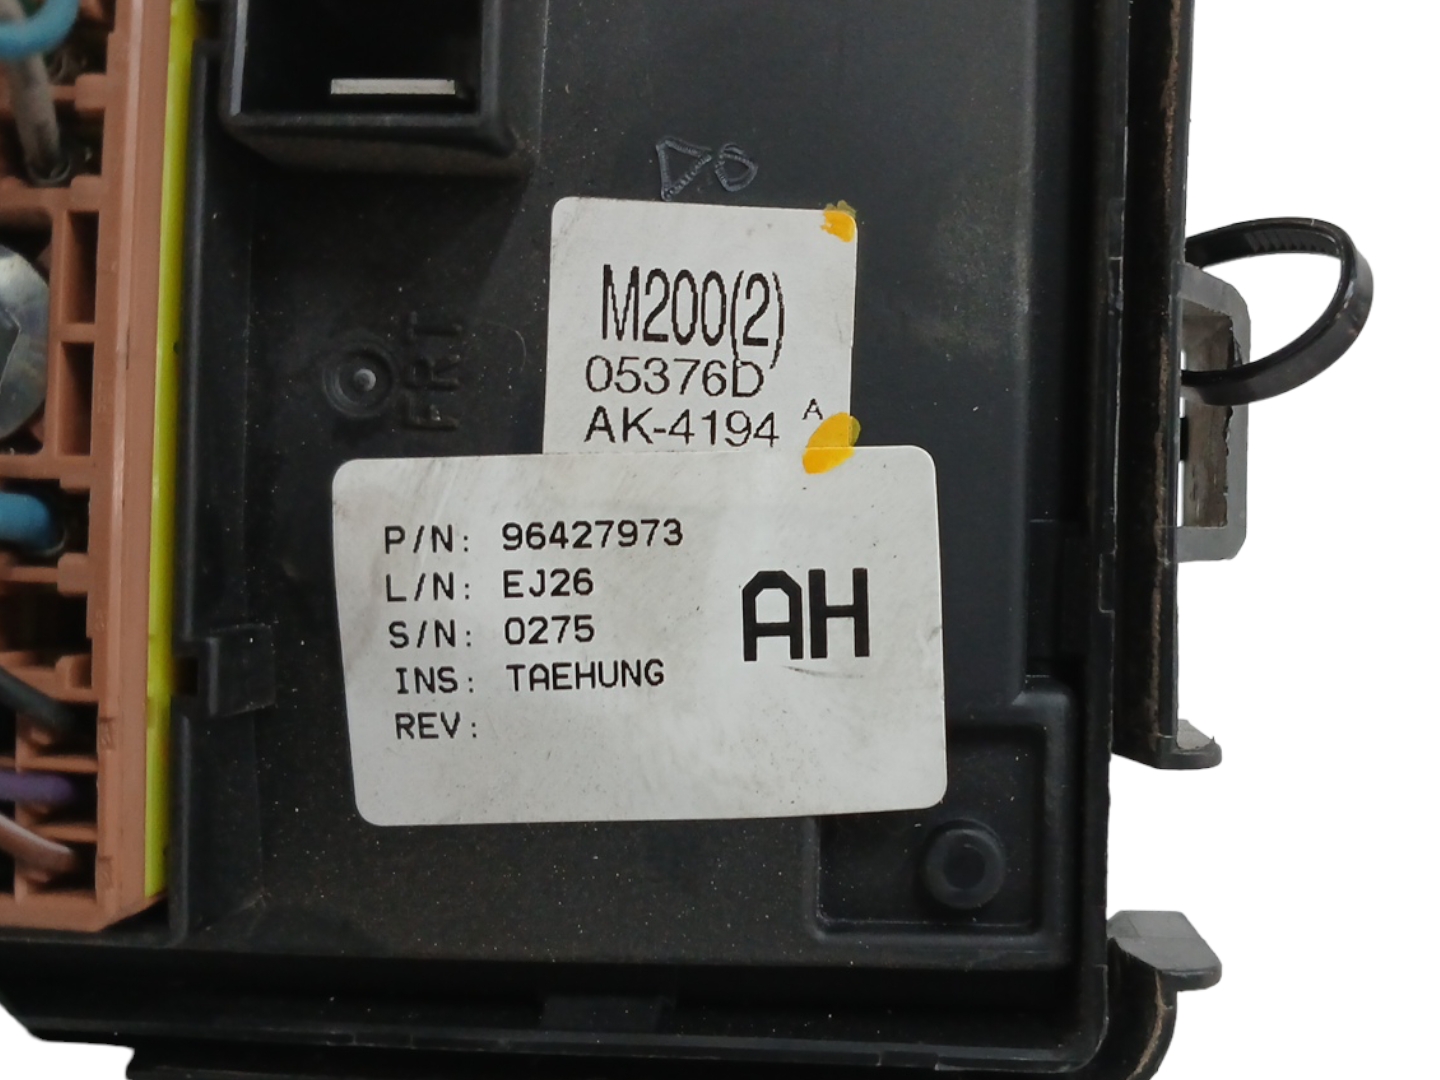 M200(2)
05376D
AK-4194 A
FRT
P/N: 96427973
L/N: EJ26
S/N: 0275
INS: TAEHUNG
REV:
AH